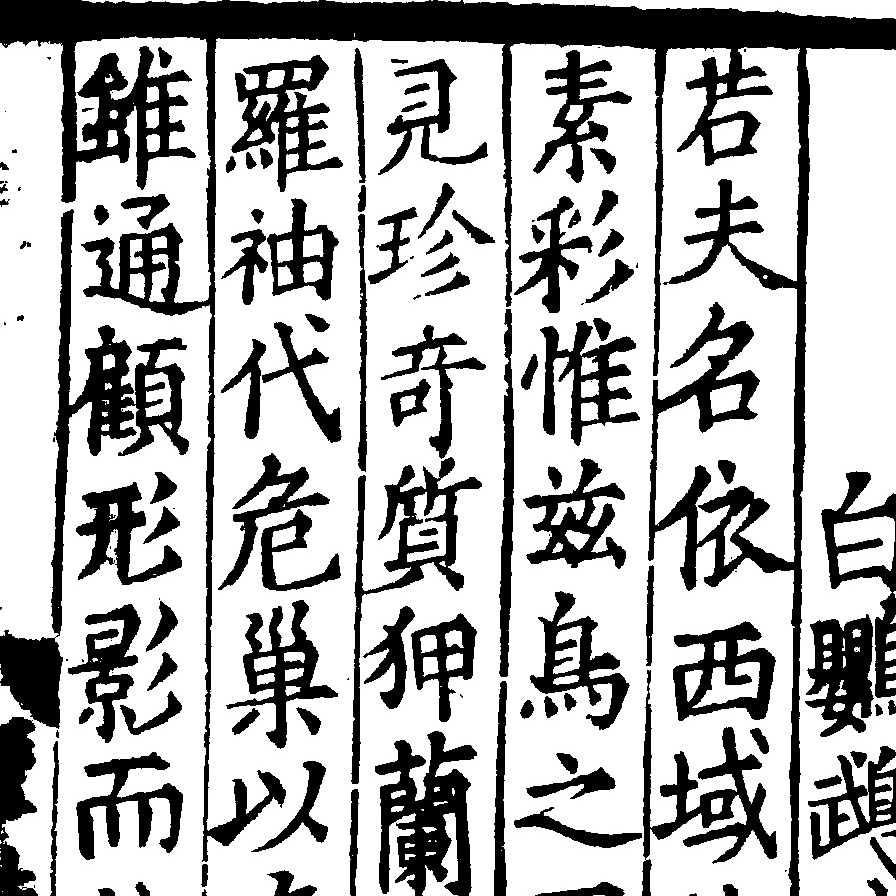 白鸚鵡
若夫名依西域
素彩惟茲鳥之
見珍奇質狎蘭
羅袖代危巢以
雖通顧形影而